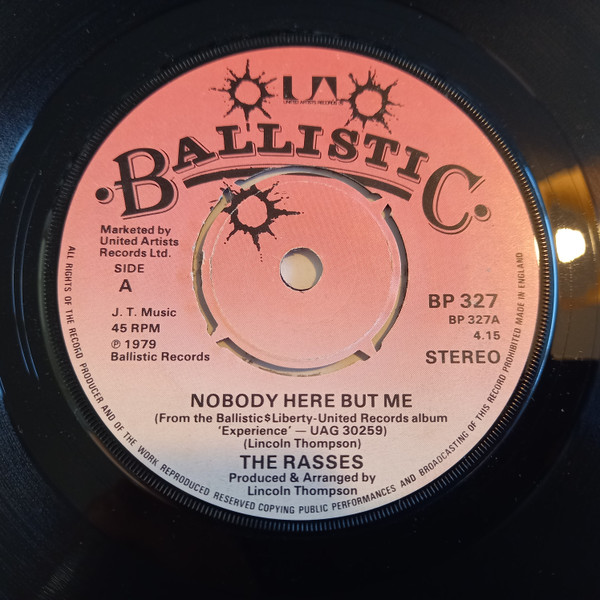 UA
UNITED ARTISTS RECORDS
BALLISTIC
Marketed by
United Artists
Records Ltd.
SIDE
A
J. T. Music
45 RPM
℗ 1979
Ballistic Records
BP 327
BP 327A
4.15
STEREO
NOBODY HERE BUT ME
(From the Ballistic$Liberty-United Records album
'Experience' — UAG 30259)
(Lincoln Thompson)
THE RASSES
Produced & Arranged by
Lincoln Thompson
ALL RIGHTS OF THE RECORD PRODUCER AND OF THE WORK REPRODUCED RESERVED COPYING PUBLIC PERFORMANCES AND BROADCASTING OF THIS RECORD PROHIBITED MADE IN ENGLAND